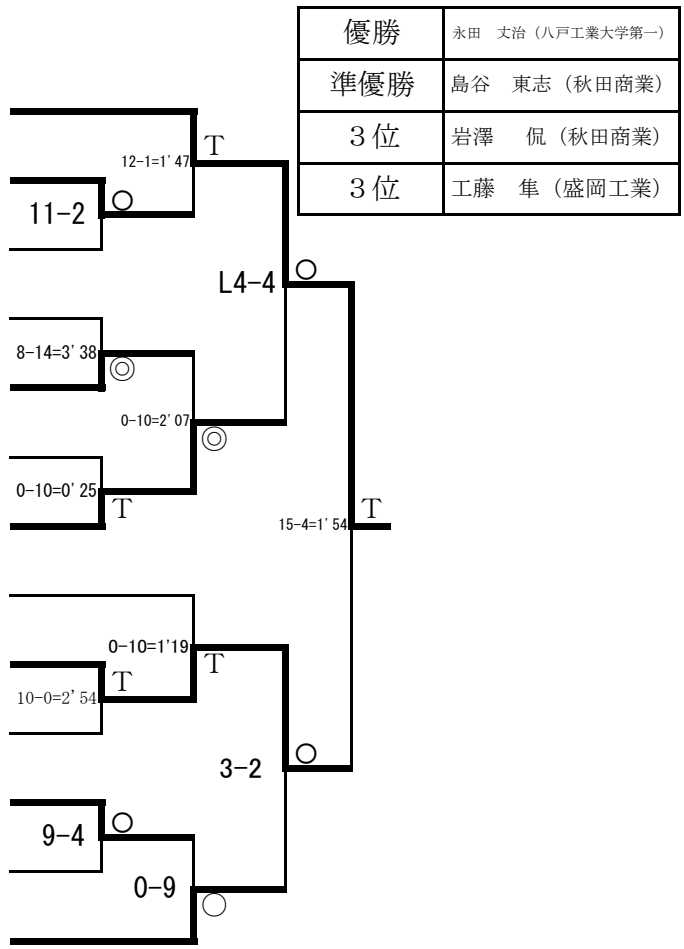 優勝 永田 丈治（八戸工業大学第一）
準優勝 島谷 東志（秋田商業）
３位 岩澤 侃（秋田商業）
３位 工藤 隼（盛岡工業）
T
12-1=1'47
○
11-2
○
L4-4
8-14=3'38
◎
0-10=2'07
◎
0-10=0'25
T
T
15-4=1'54
0-10=1'19
T
T
10-0=2'54
○
3-2
○
9-4
0-9
○